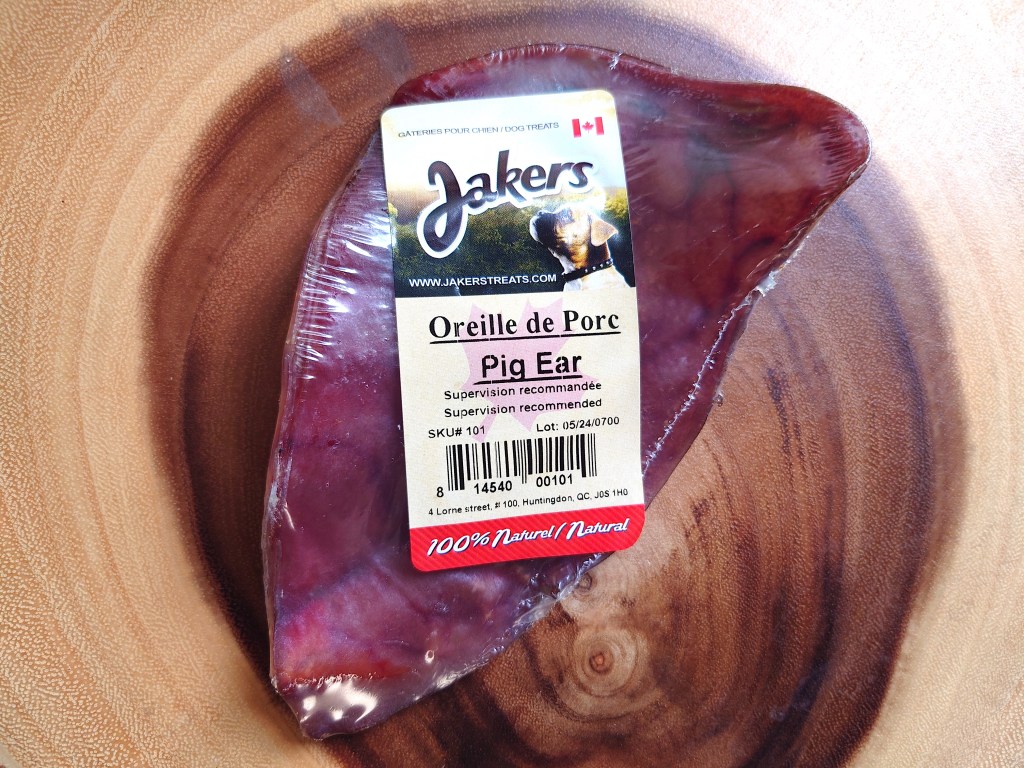 GÂTERIES POUR CHIEN / DOG TREATS
Jakers
WWW.JAKERSTREATS.COM
Oreille de Porc
Pig Ear
Supervision recommandée
Supervision recommended
SKU# 101 Lot: 05/24/0700
8 14540 00101
4 Lorne street, # 100, Huntingdon, QC, J0S 1H0
100% Naturel / Natural